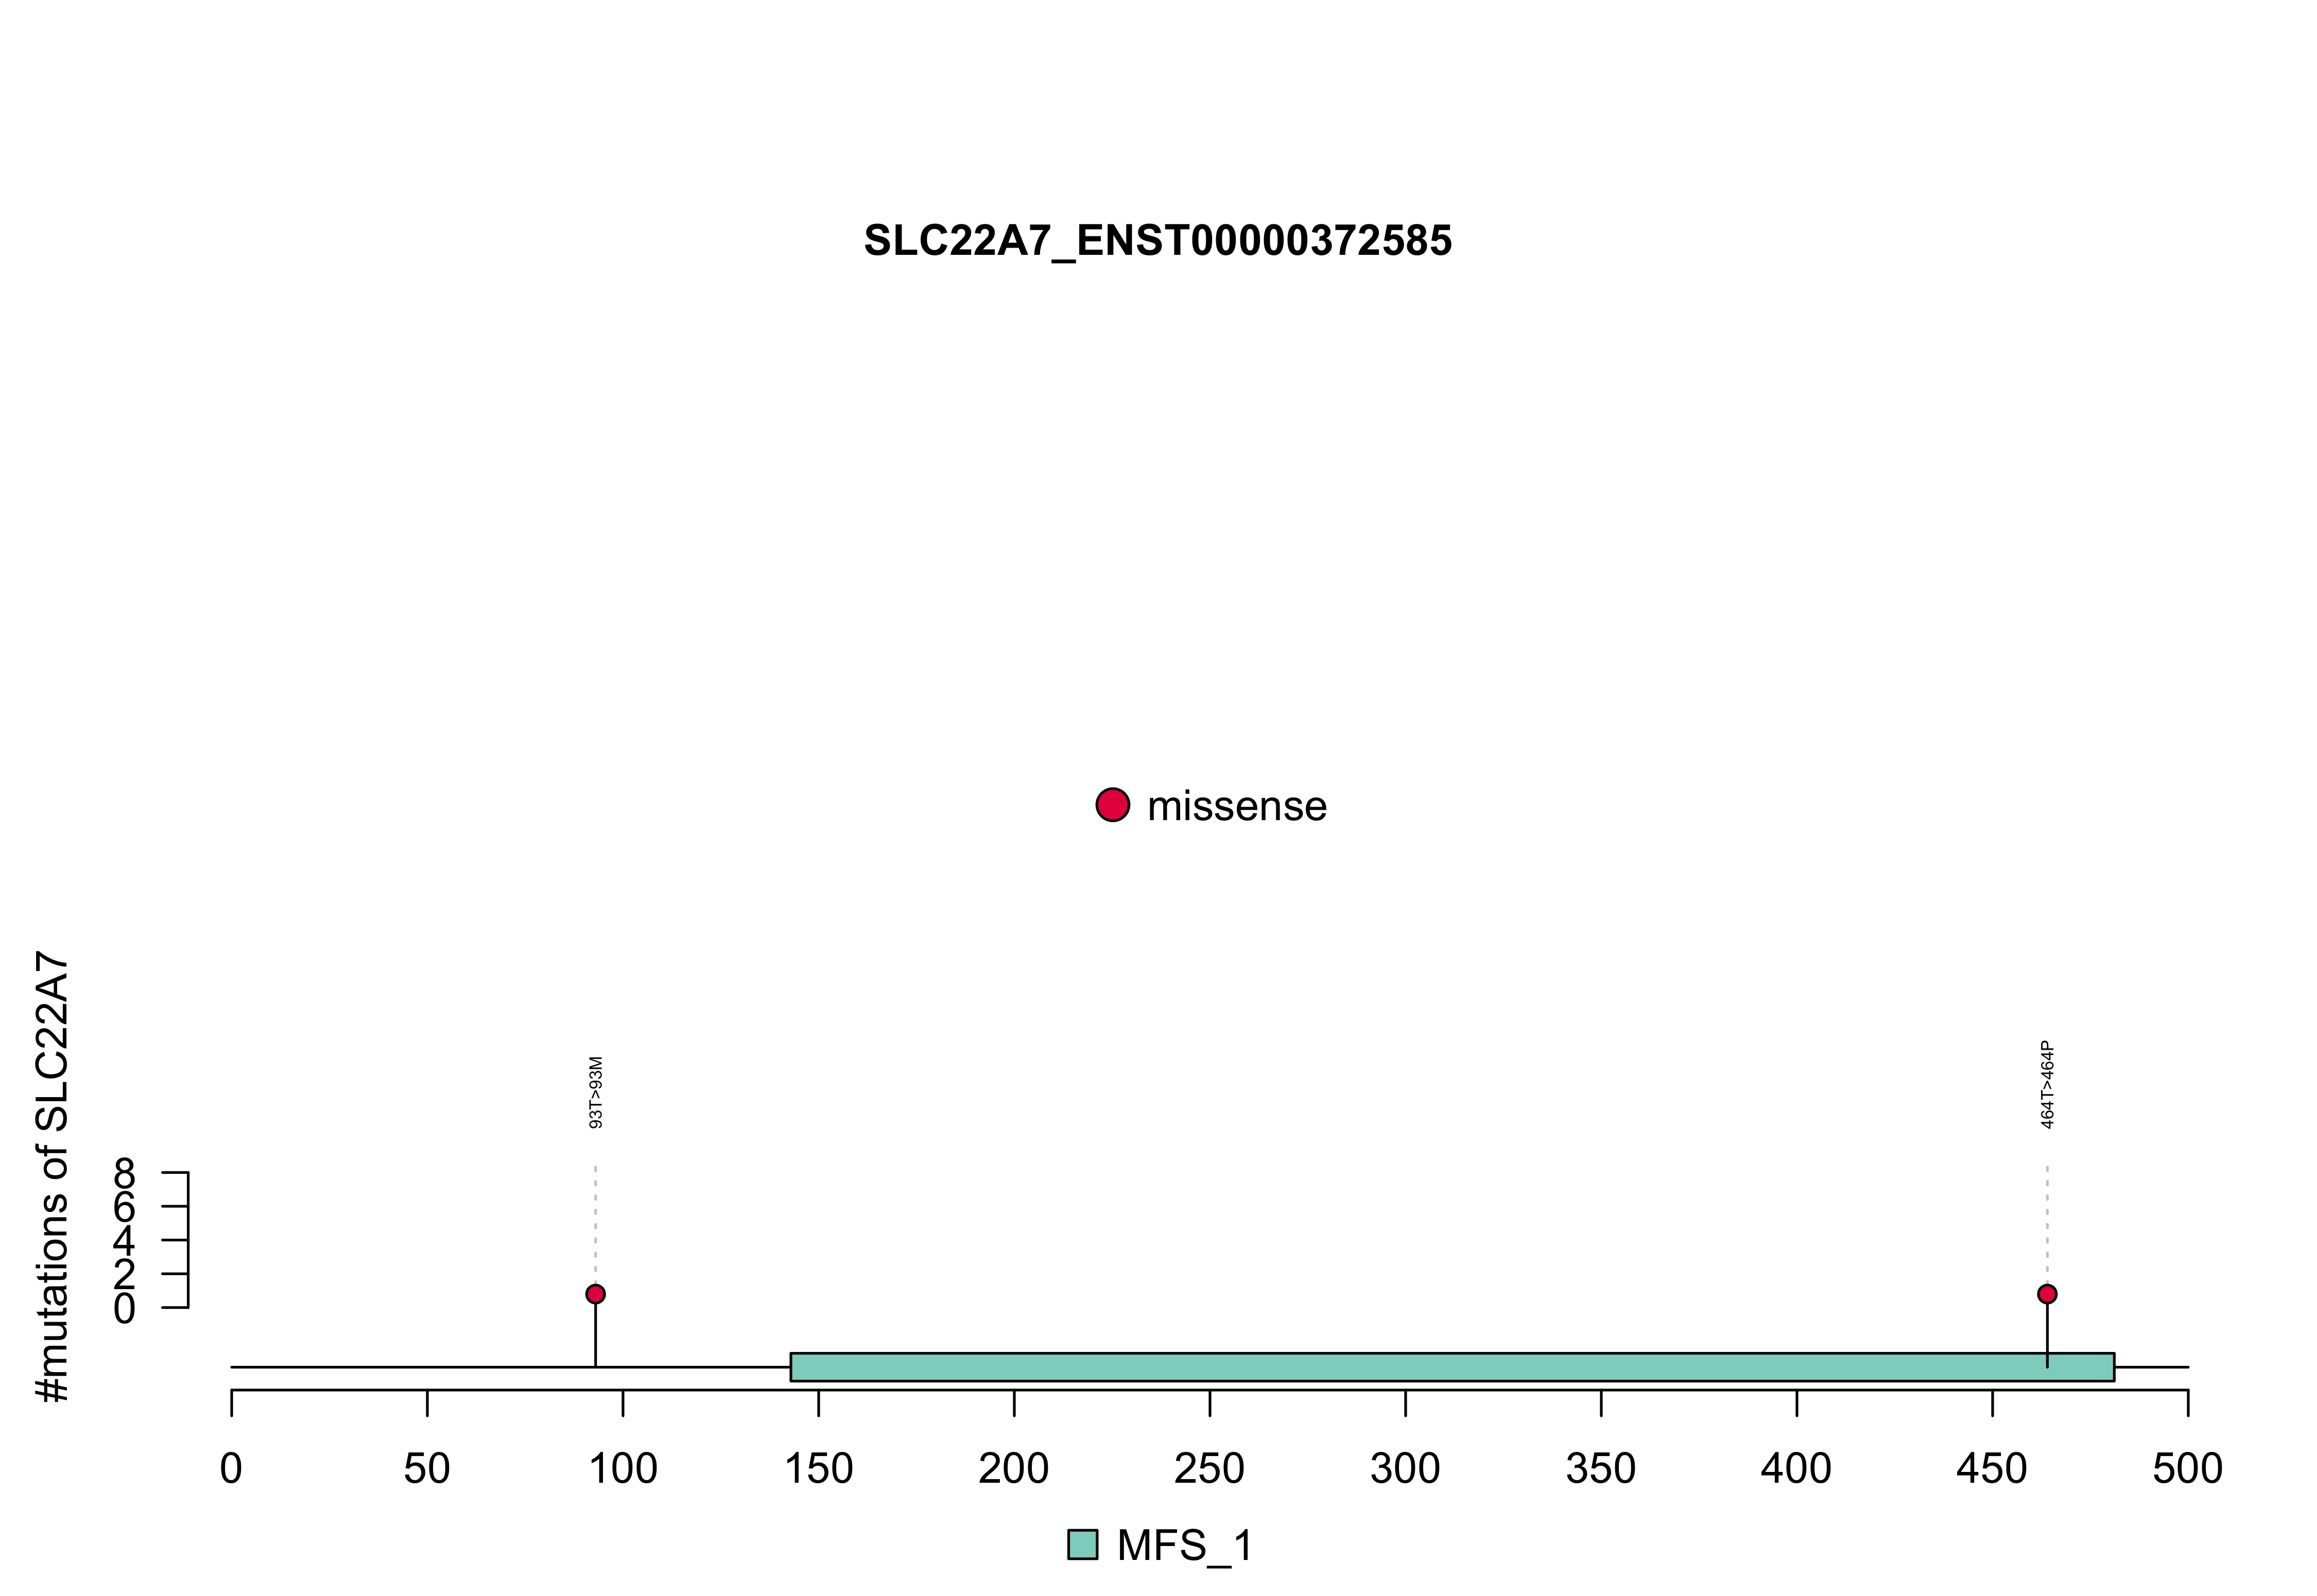 SLC22A7_ENST00000372585
missense
#mutations of SLC22A7
93T>93M
464T>464P
8
6
4
2
0
0 50 100 150 200 250 300 350 400 450 500
MFS_1